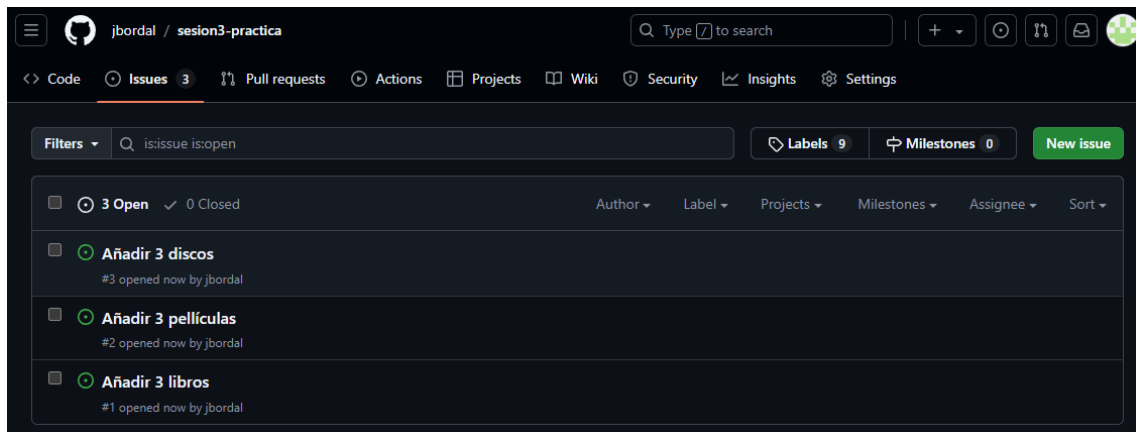 jbordal / sesion3-practica Type / to search
Code Issues 3 Pull requests Actions Projects Wiki Security Insights Settings
Filters is:issue is:open Labels 9 Milestones 0 New issue
3 Open 0 Closed Author Label Projects Milestones Assignee Sort
Añadir 3 discos
#3 opened now by jbordal
Añadir 3 pellículas
#2 opened now by jbordal
Añadir 3 libros
#1 opened now by jbordal